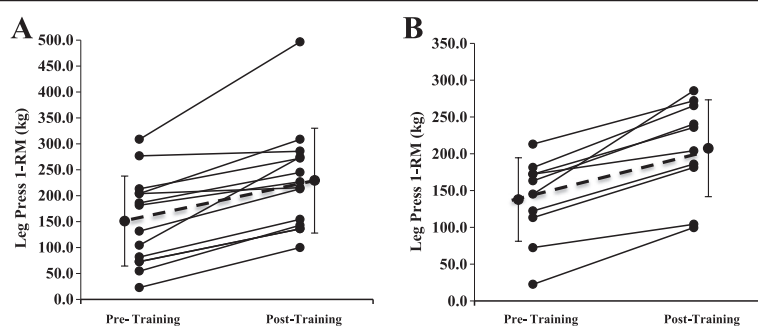 A
Leg Press 1-RM (kg)
500.0
450.0
400.0
350.0
300.0
250.0
200.0
150.0
100.0
50.0
0.0
Pre- Training
Post-Training
B
Leg Press 1-RM (kg)
350.0
300.0
250.0
200.0
150.0
100.0
50.0
0.0
Pre- Training
Post-Training